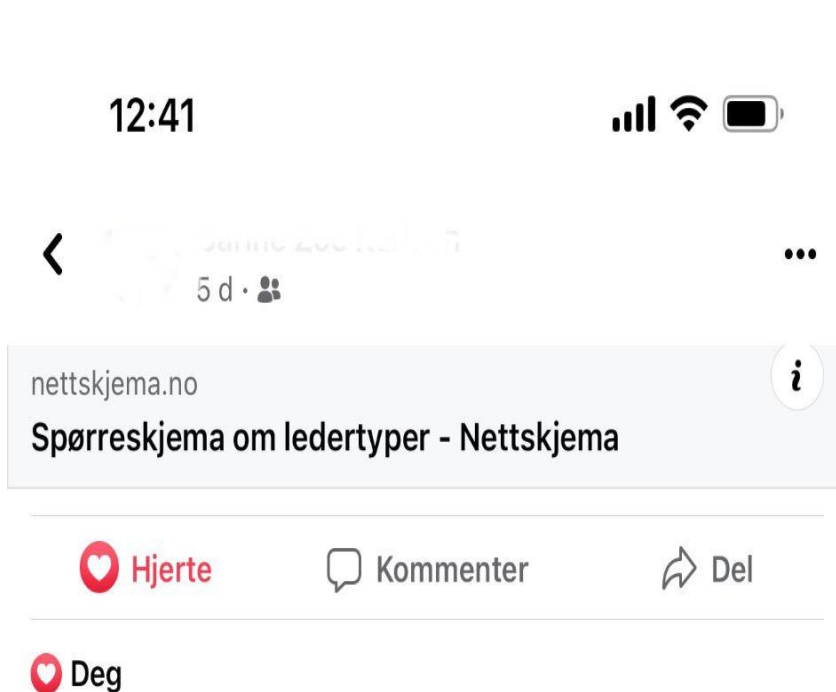 12:41
5 d ·
nettskjema.no
i
Spørreskjema om ledertyper - Nettskjema
Hjerte
Kommenter
Del
Deg